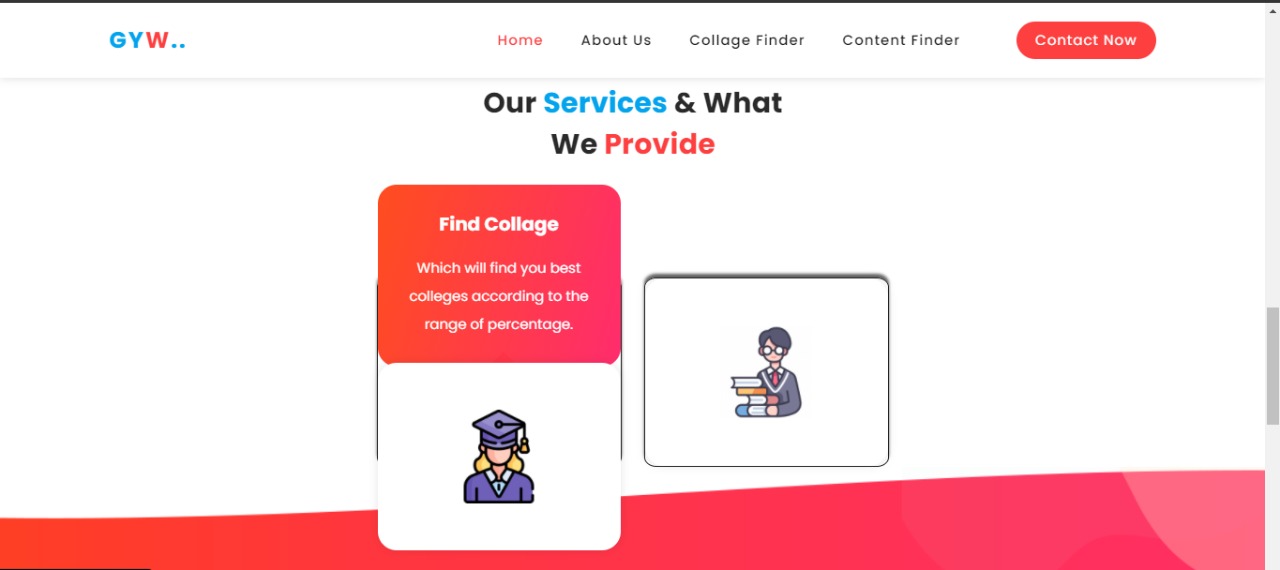 GYW..
Home
About Us
Collage Finder
Content Finder
Contact Now
Our Services & What
We Provide
Find Collage
Which will find you best
colleges according to the
range of percentage.